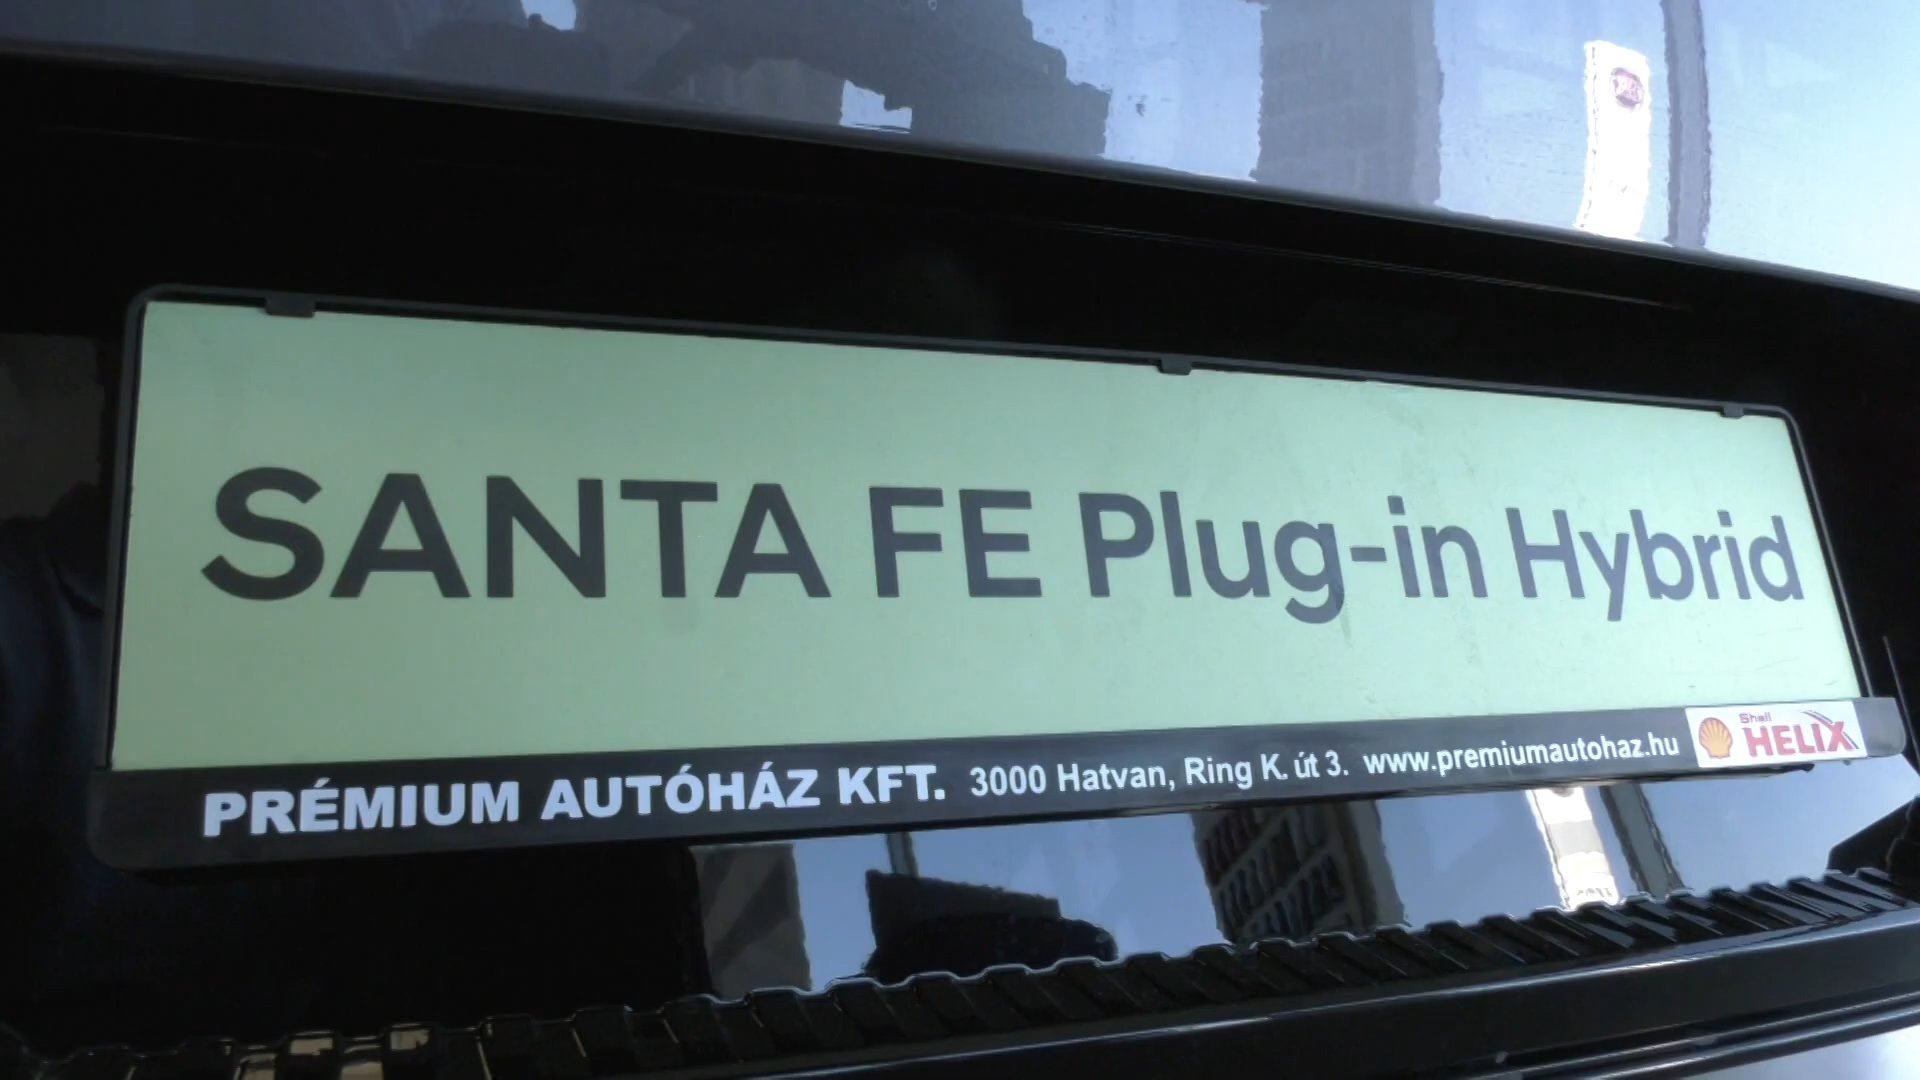 SANTA FE Plug-in Hybrid
PRÉMIUM AUTÓHÁZ KFT. 3000 Hatvan, Ring K. út 3. www.premiumautohaz.hu
Shell
HELIX